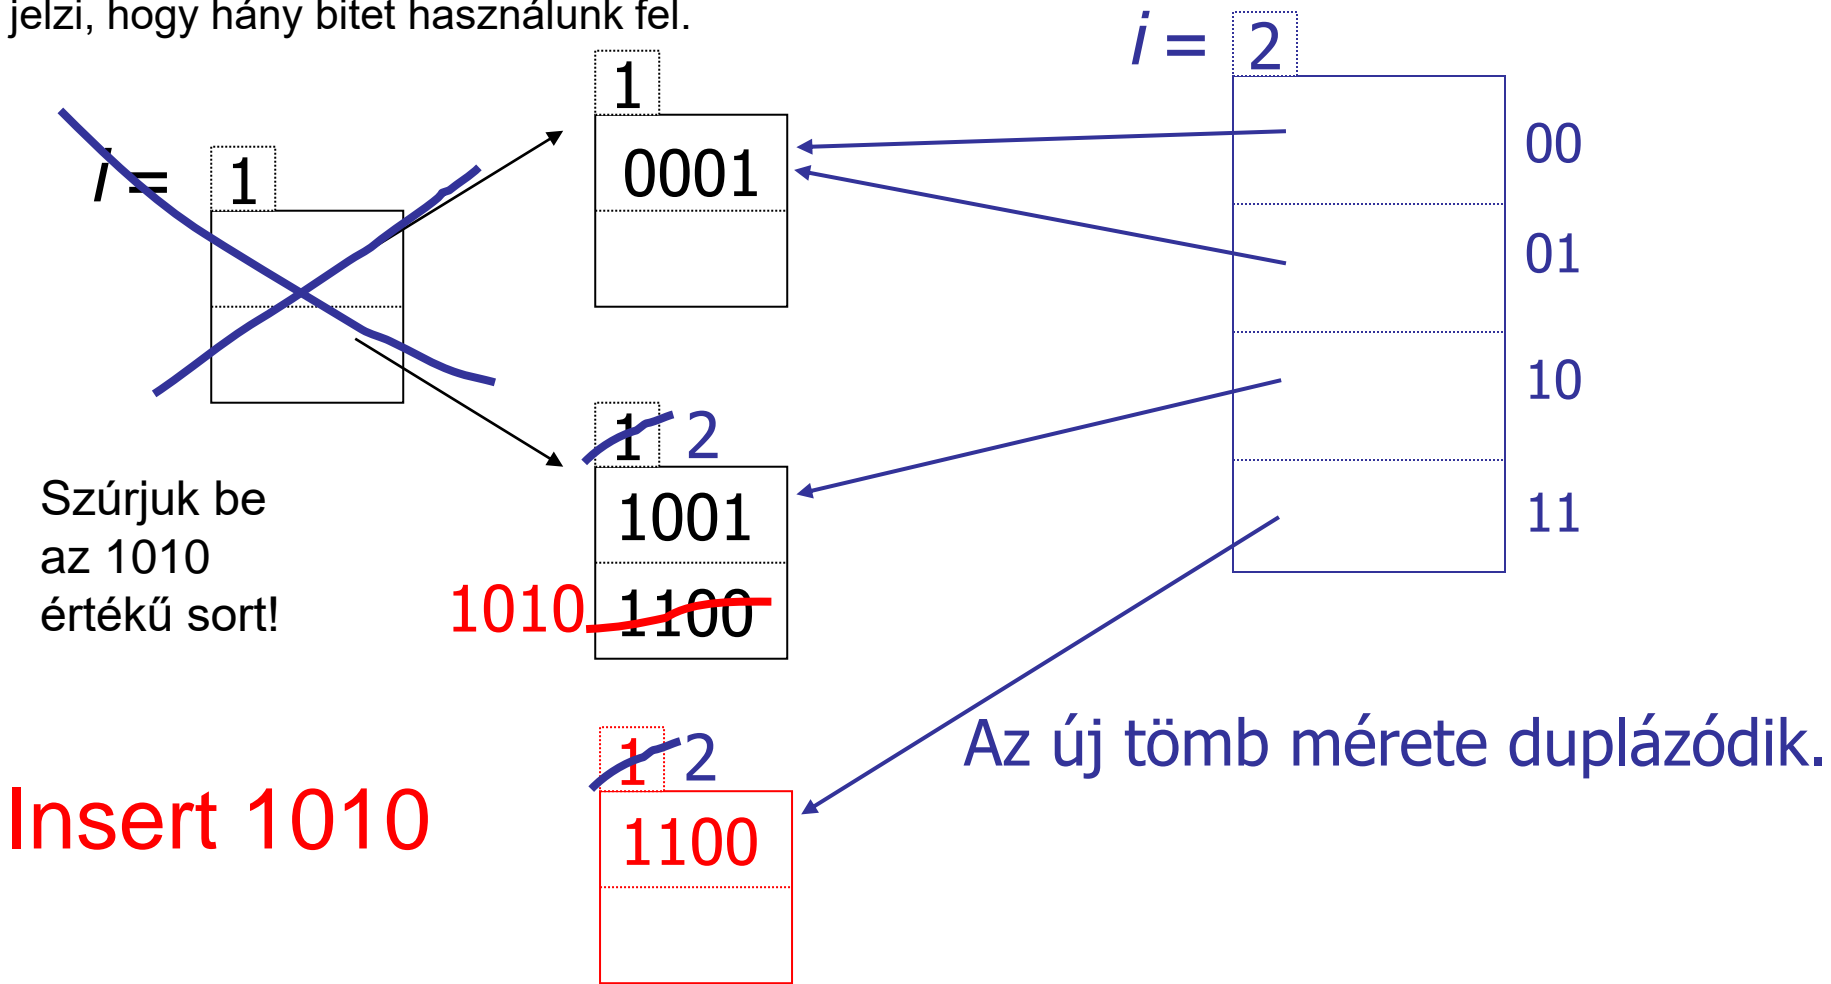 jelzi, hogy hány bitet használunk fel.
i = 2
1
00
i = 1
0001
01
10
1 2
Szúrjuk be
az 1010
értékű sort!
1001
11
1010 1100
Az új tömb mérete duplázódik.
1 2
Insert 1010
1100